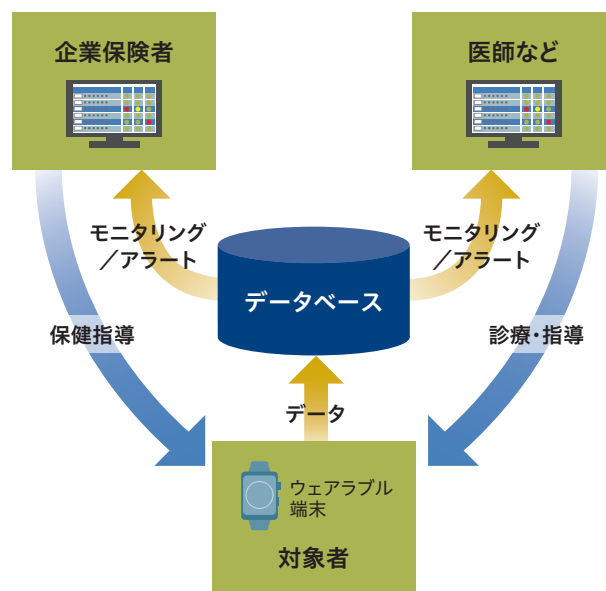 企業保険者
医師など
モニタリング
／アラート
モニタリング
／アラート
データベース
保健指導
診療・指導
データ
ウェアラブル
端末
対象者